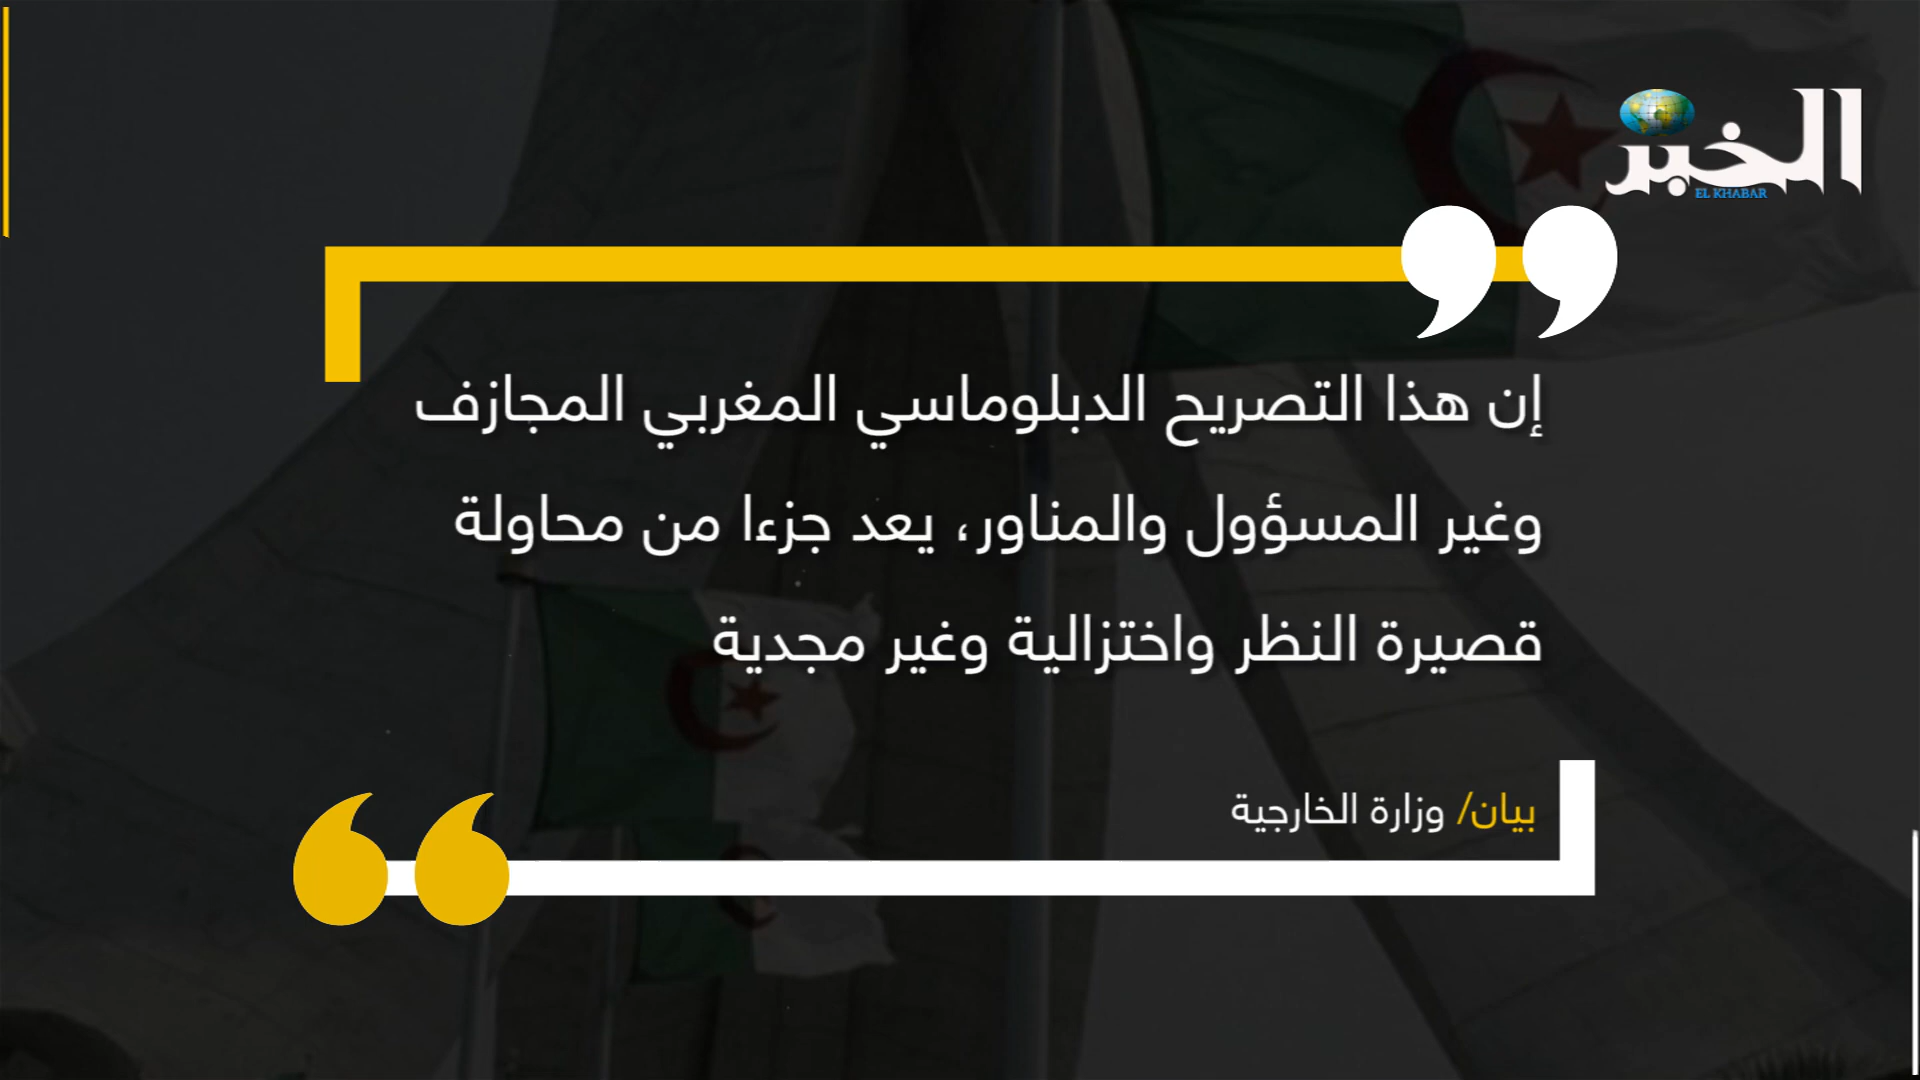 الخبر
EL KHABAR
إن هذا التصريح الدبلوماسي المغربي المجازف
وغير المسؤول والمناور، يعد جزءا من محاولة
قصيرة النظر واختزالية وغير مجدية
بيان/ وزارة الخارجية